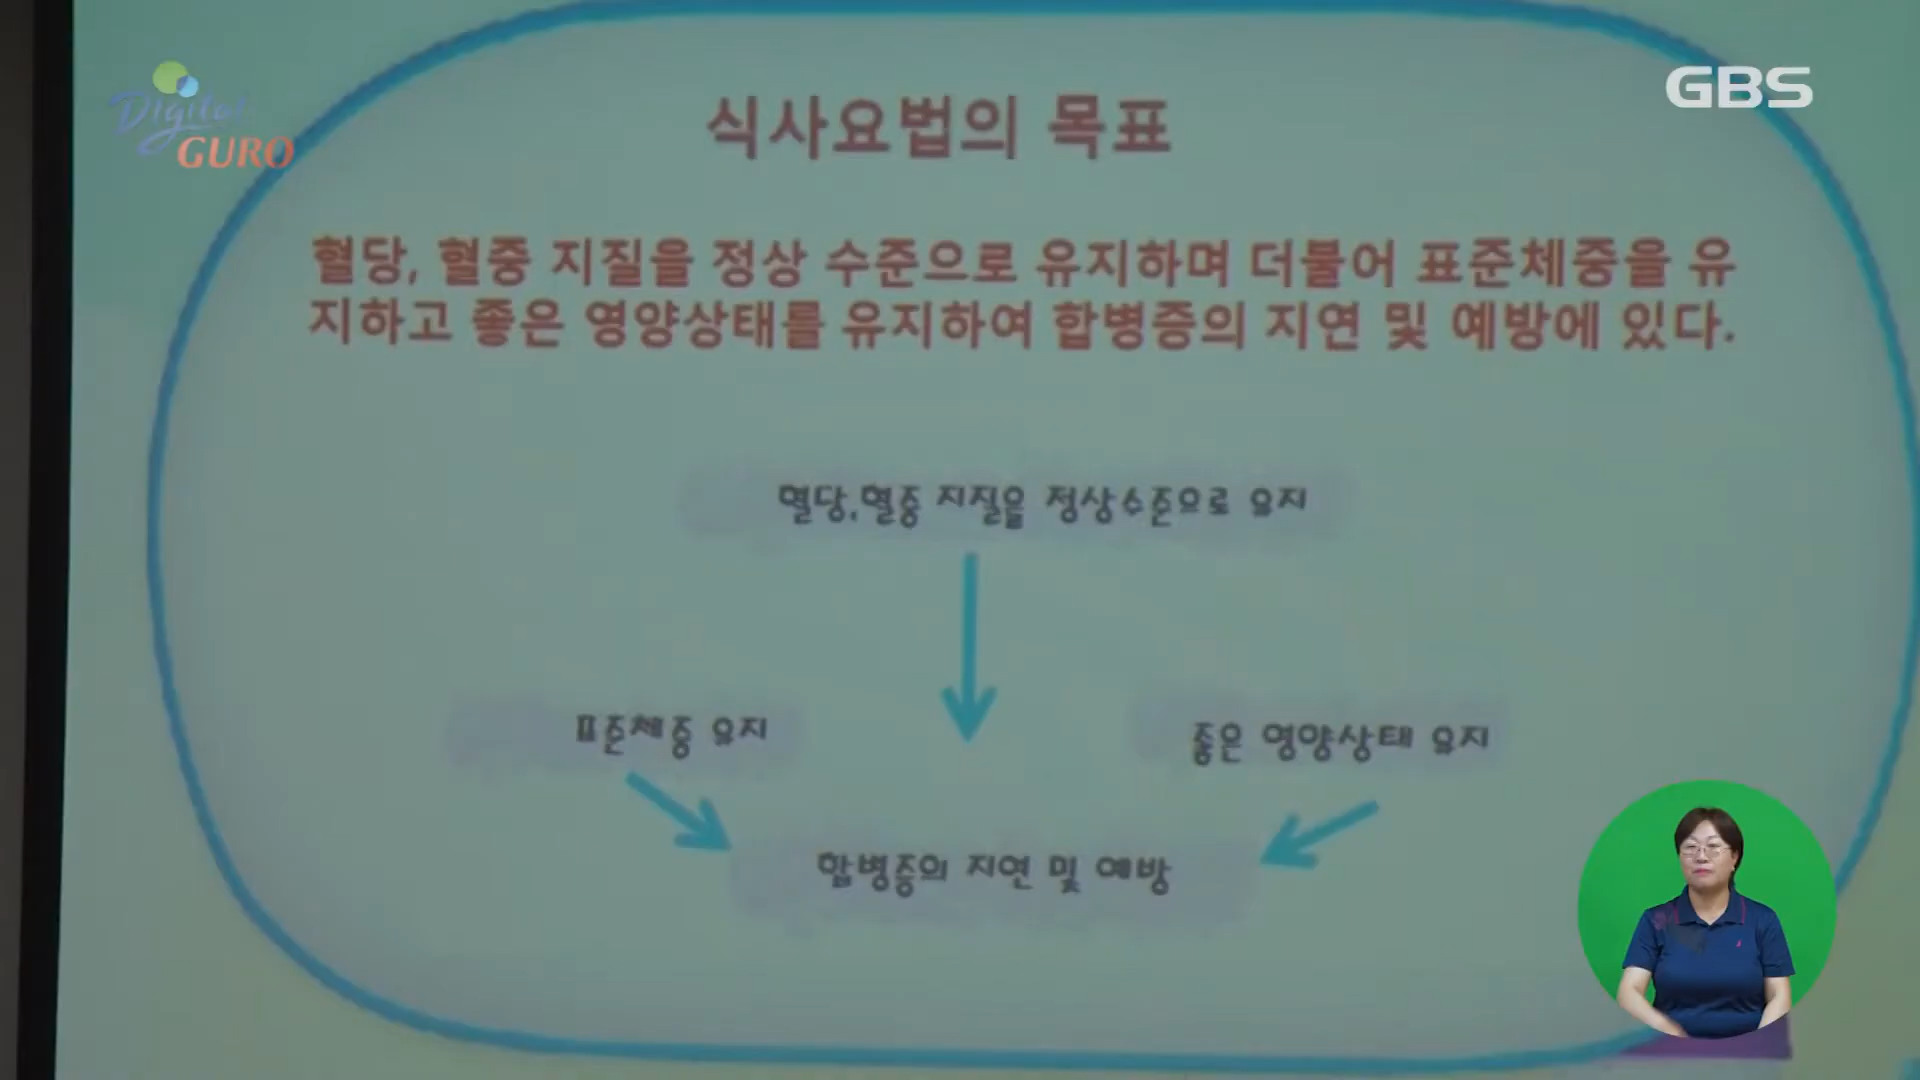 Digital
GURO
GBS
식사요법의 목표
혈당, 혈중 지질을 정상 수준으로 유지하며 더불어 표준체중을 유
지하고 좋은 영양상태를 유지하여 합병증의 지연 및 예방에 있다.
혈당,혈중 지질을 정상수준으로 유지
표준체중 유지
좋은 영양상태 유지
합병증의 지연 및 예방